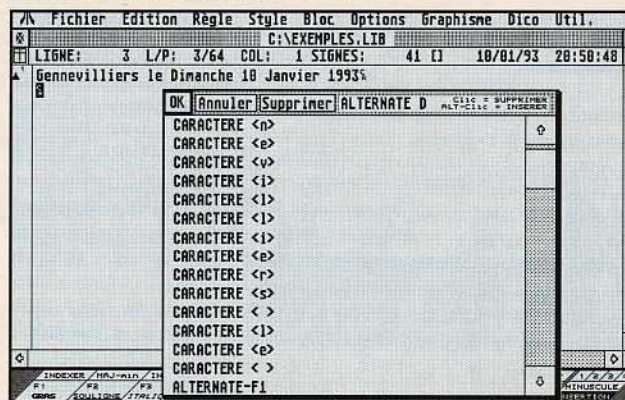 Fichier Edition Règle Style Bloc Options Graphisme Dico Util.
C:\EXEMPLES.LIB
LIGNE: 3 L/P: 3/64 COL: 1 SIGNES: 41 [] 10/01/93 20:50:48
Gennevilliers le Dimanche 10 Janvier 1993
OK Annuler Supprimer ALTERNATE D Clic = SUPPRIMER
ALT-Clic = INSERER
CARACTERE <n>
CARACTERE <e>
CARACTERE <v>
CARACTERE <i>
CARACTERE <l>
CARACTERE <l>
CARACTERE <i>
CARACTERE <e>
CARACTERE <r>
CARACTERE <s>
CARACTERE < >
CARACTERE <l>
CARACTERE <e>
CARACTERE < >
ALTERNATE-F1
INDEXER MAJ-min
F1 F2 F3 MINUSCULE
GRAS SOULIGNE ITALIC INSERTION